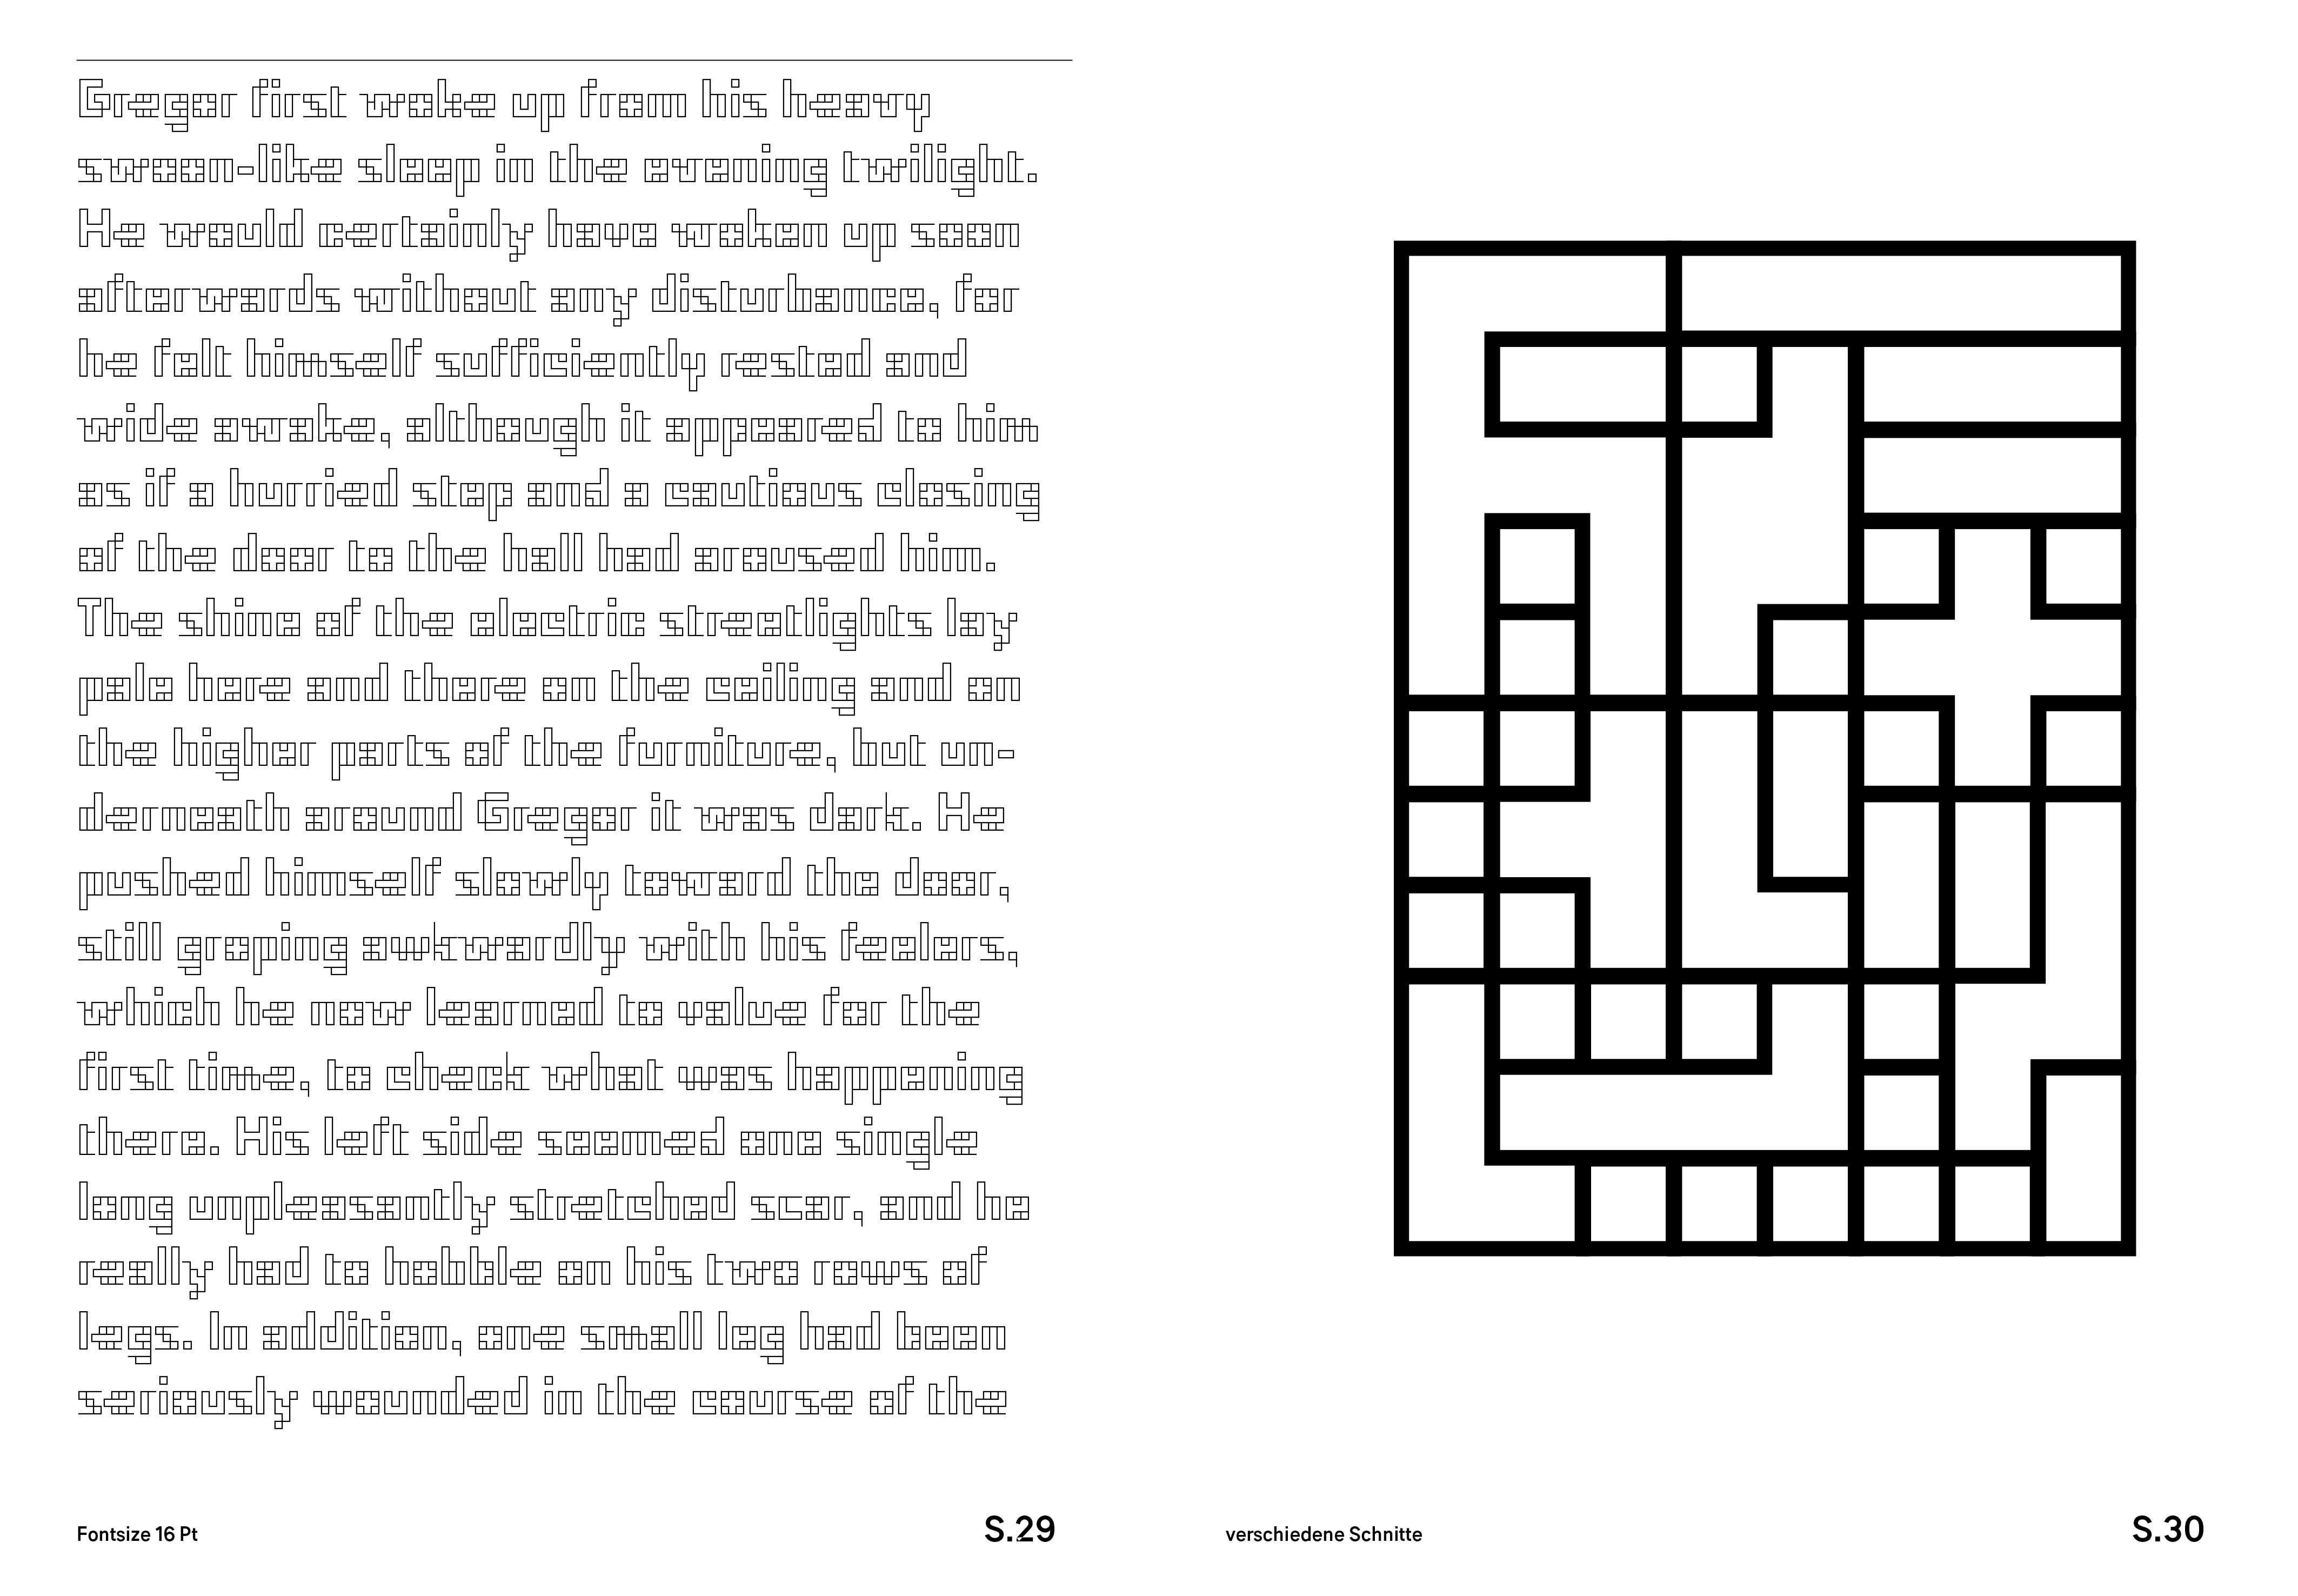 Gregor first woke up from his heavy
swoon-like sleep in the evening twilight.
He would certainly have woken up soon
afterwards without any disturbance, for
he felt himself sufficiently rested and
wide awake, although it appeared to him
as if a hurried step and a cautious closing
of the door to the hall had aroused him.
The shine of the electric streetlights lay
pale here and there on the ceiling and on
the higher parts of the furniture, but un-
derneath around Gregor it was dark. He
pushed himself slowly toward the door,
still groping awkwardly with his feelers,
which he now learned to value for the
first time, to check what was happening
there. His left side seemed one single
long unpleasantly stretched scar, and he
really had to hobble on his two rows of
legs. In addition, one small leg had been
seriously wounded in the course of the
Fontsize 16 Pt
S.29
verschiedene Schnitte
S.30